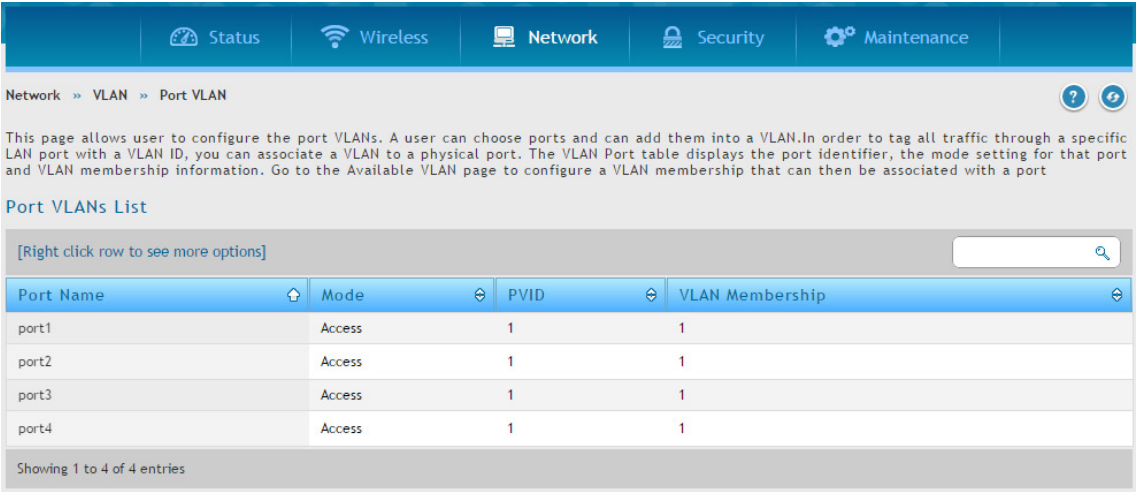 Status Wireless Network Security Maintenance
Network » VLAN » Port VLAN
This page allows user to configure the port VLANs. A user can choose ports and can add them into a VLAN.In order to tag all traffic through a specific
LAN port with a VLAN ID, you can associate a VLAN to a physical port. The VLAN Port table displays the port identifier, the mode setting for that port
and VLAN membership information. Go to the Available VLAN page to configure a VLAN membership that can then be associated with a port
Port VLANs List
[Right click row to see more options]
Port Name Mode PVID VLAN Membership
port1 Access 1 1
port2 Access 1 1
port3 Access 1 1
port4 Access 1 1
Showing 1 to 4 of 4 entries